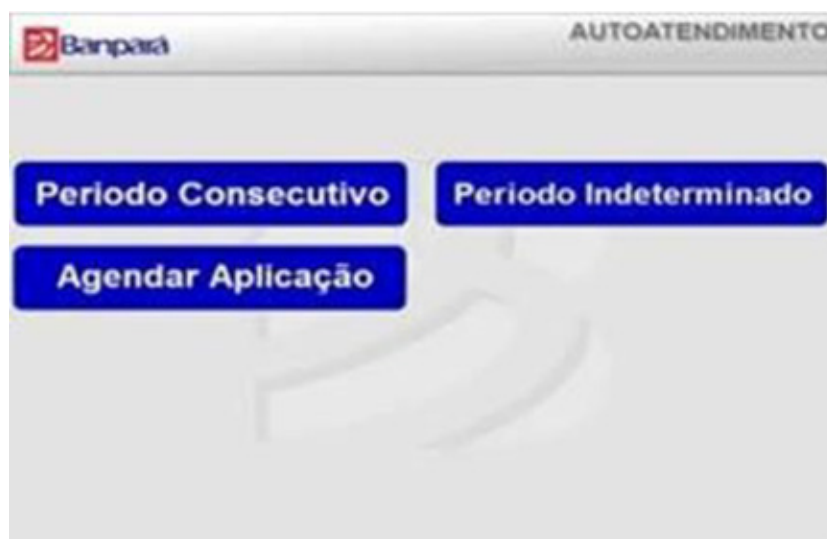 Banpará
AUTOATENDIMENTO
Periodo Consecutivo
Periodo Indeterminado
Agendar Aplicação